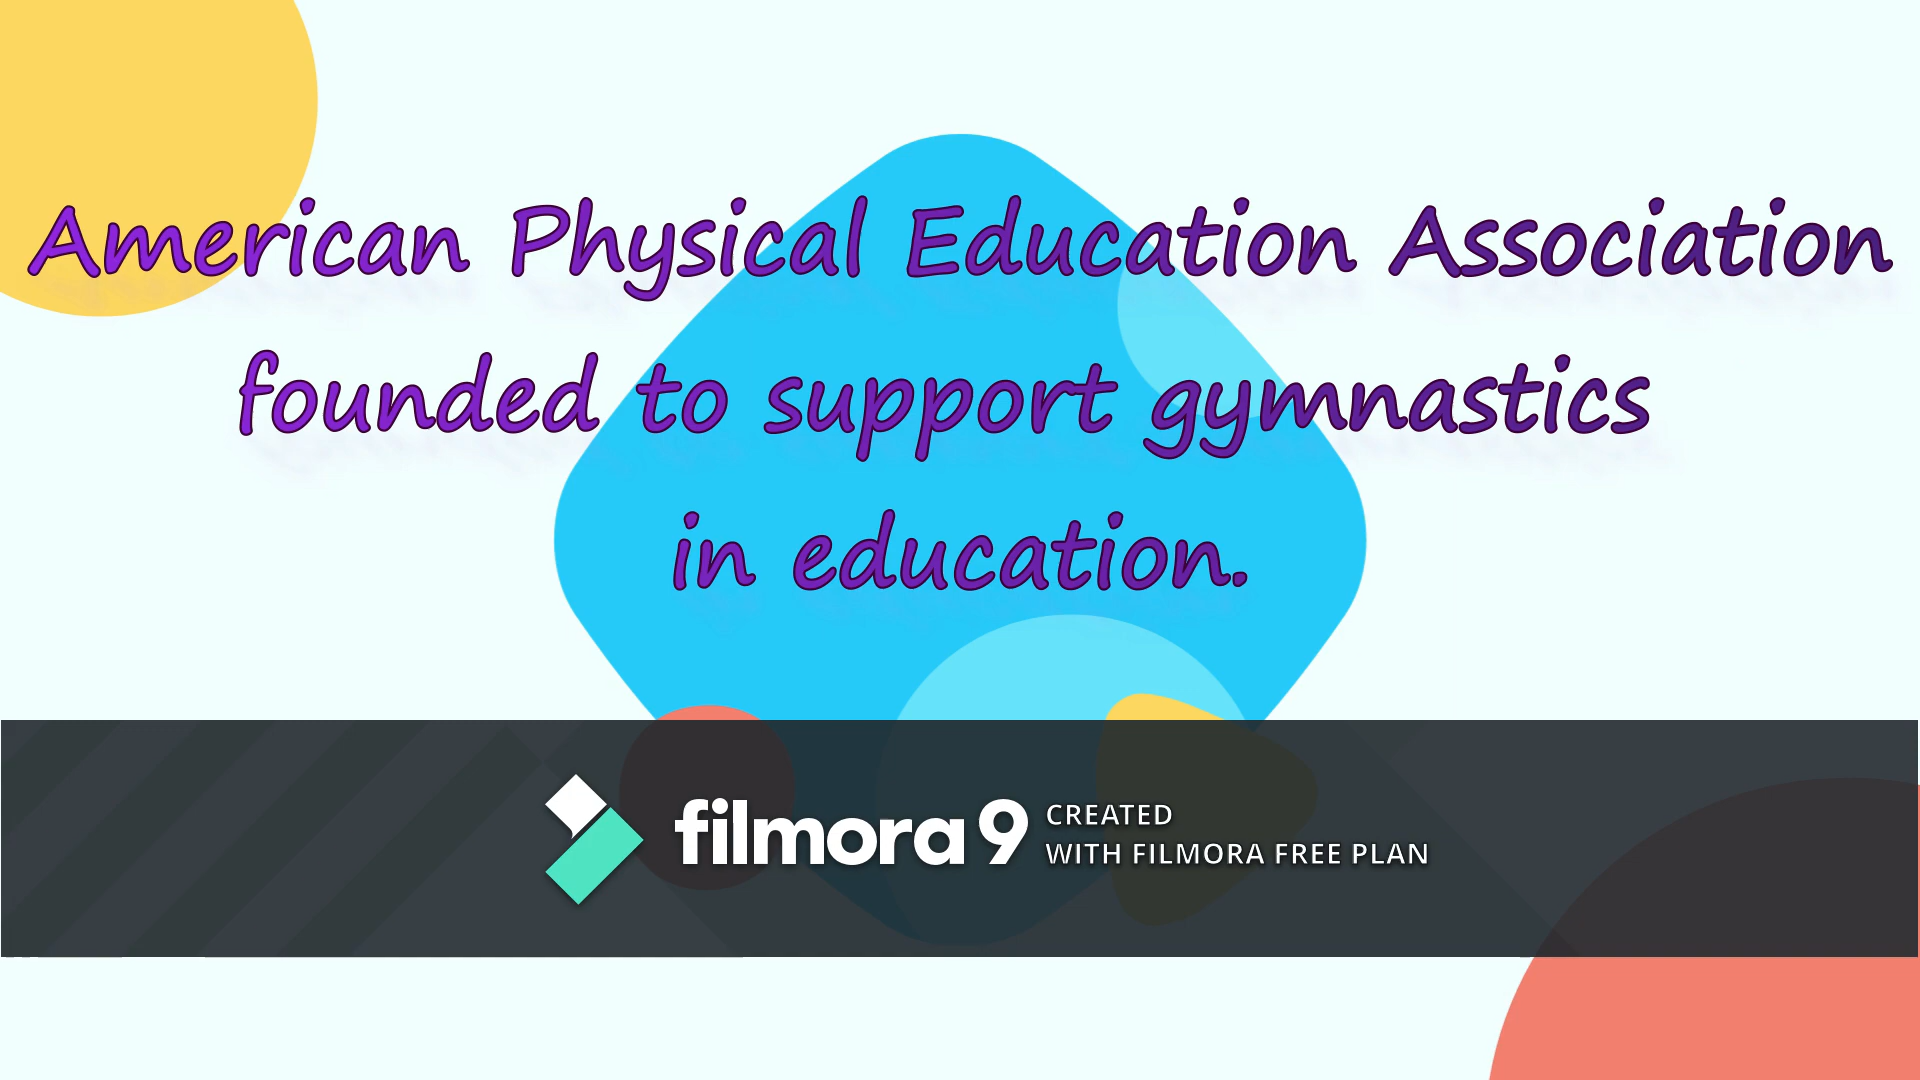 American Physical Education Association
founded to support gymnastics
in education.
filmora 9 CREATED
WITH FILMORA FREE PLAN